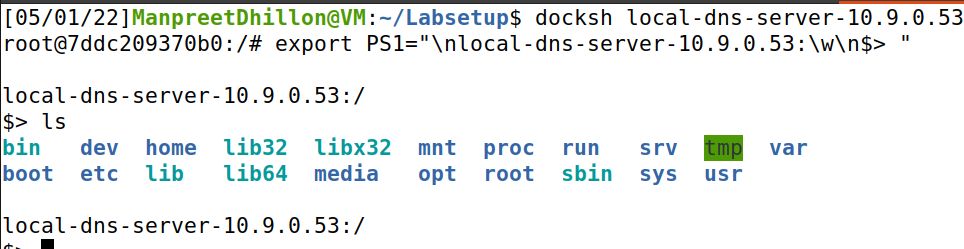 [05/01/22]ManpreetDhillon@VM:~/Labsetup$ docksh local-dns-server-10.9.0.53
root@7ddc209370b0:/# export PS1="\nlocal-dns-server-10.9.0.53:\w\n$> "
local-dns-server-10.9.0.53:/
$> ls
bin dev home lib32 libx32 mnt proc run srv tmp var
boot etc lib lib64 media opt root sbin sys usr
local-dns-server-10.9.0.53:/
$>